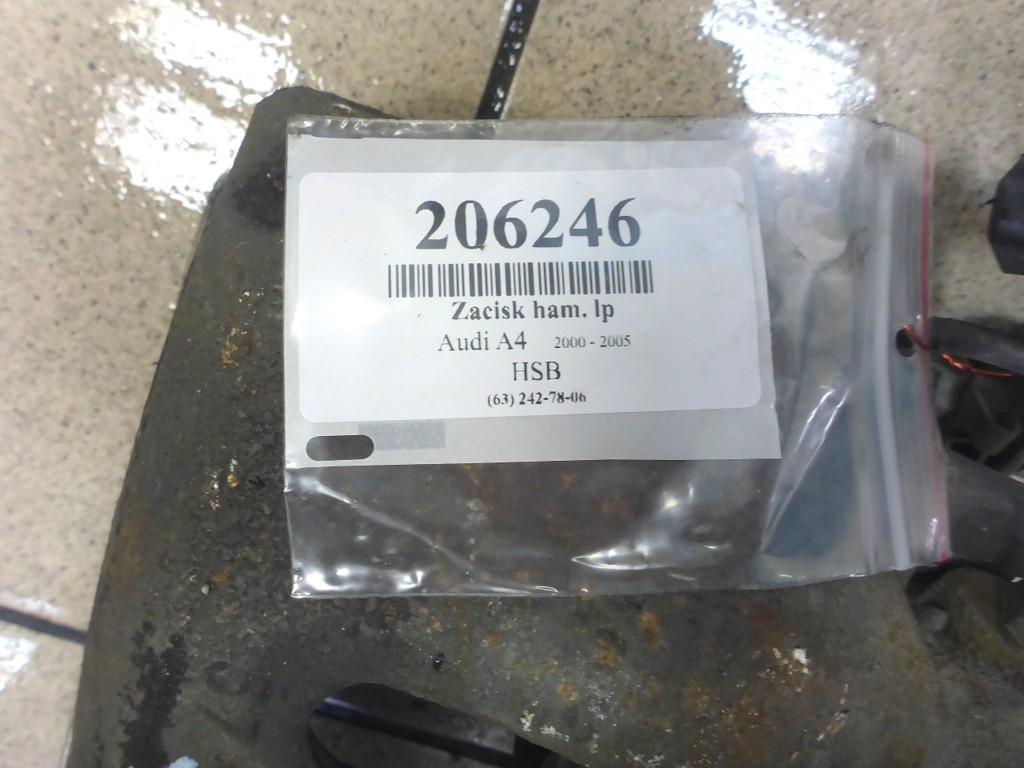 206246
Zacisk ham. lp
Audi A4 2000 - 2005
HSB
(63) 242-78-06